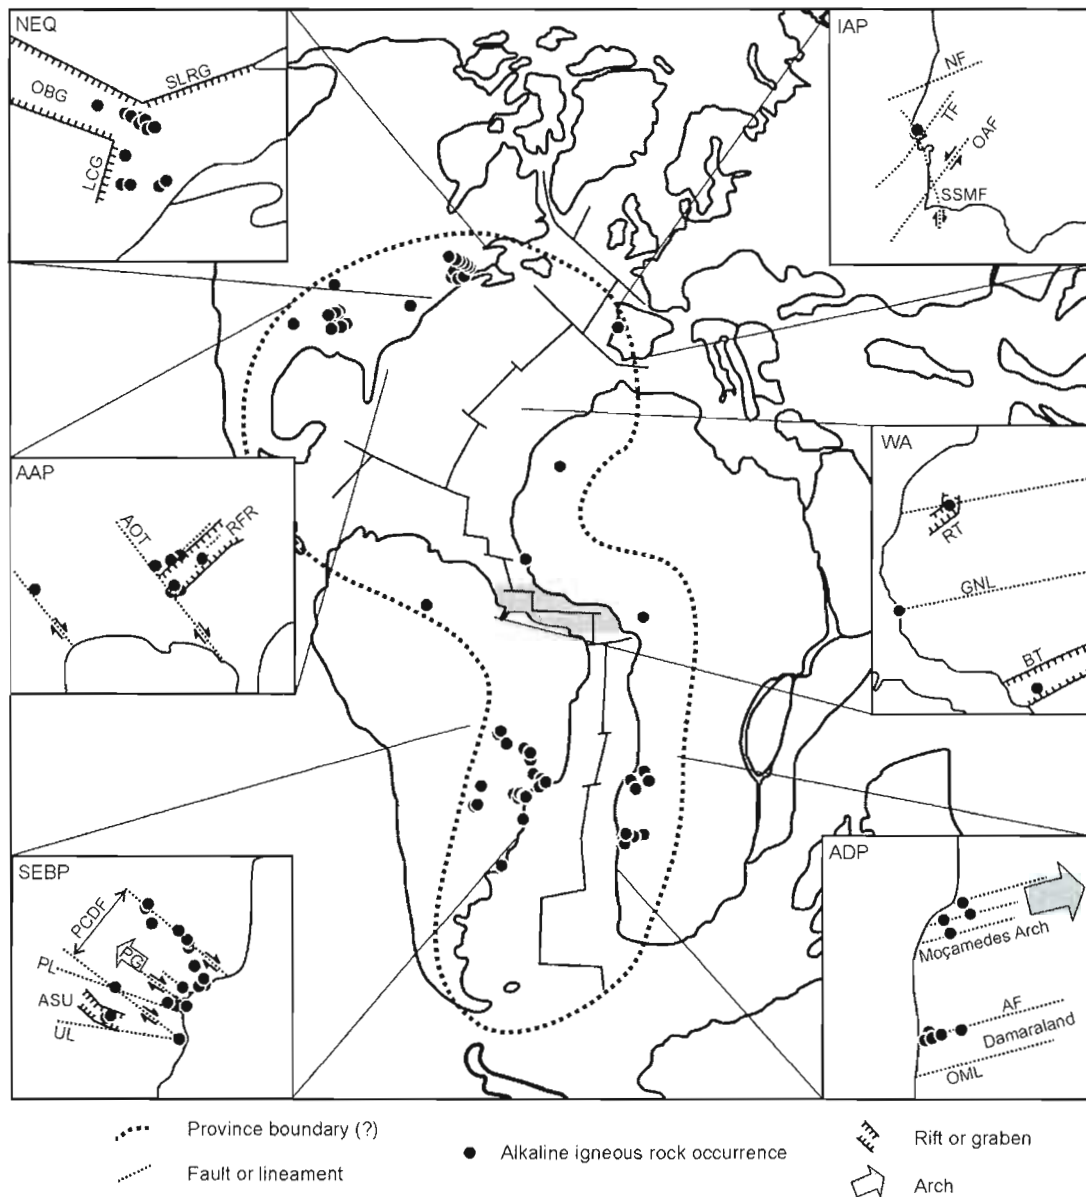 NEQ
SLRG
OBG
LCG
IAP
NF
TF
OAF
SSMF
AAP
AOT
RFR
WA
RT
GNL
BT
SEBP
PCDF
PG
PL
ASU
UL
ADP
Moçamedes Arch
AF
Damaraland
OML
Province boundary (?)
Fault or lineament
Alkaline igneous rock occurrence
Rift or graben
Arch